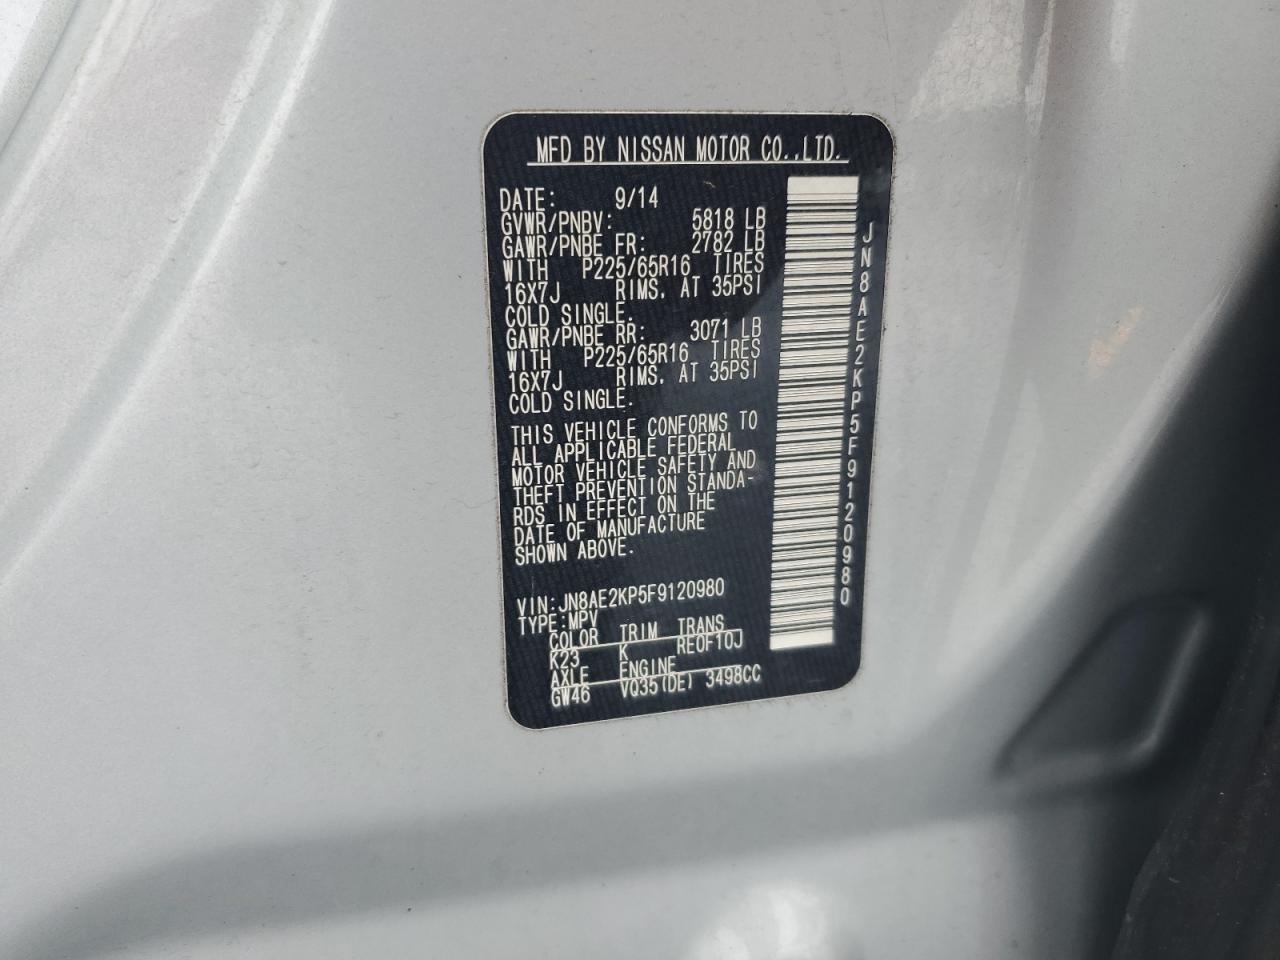 MFD BY NISSAN MOTOR CO.,LTD.
DATE: 9/14
GVWR/PNBV: 5818 LB
GAWR/PNBE FR: 2782 LB
WITH P225/65R16 TIRES
16X7J RIMS. AT 35PSI
COLD SINGLE.
GAWR/PNBE RR: 3071 LB
WITH P225/65R16 TIRES
16X7J RIMS. AT 35PSI
COLD SINGLE.
THIS VEHICLE CONFORMS TO
ALL APPLICABLE FEDERAL
MOTOR VEHICLE SAFETY AND
THEFT PREVENTION STANDA-
RDS IN EFFECT ON THE
DATE OF MANUFACTURE
SHOWN ABOVE.
VIN:JN8AE2KP5F9120980
TYPE:MPV
COLOR TRIM TRANS
K23 K RE0F10J
AXLE ENGINE
GW46 VQ35(DE) 3498CC
JN8AE2KP5F9120980